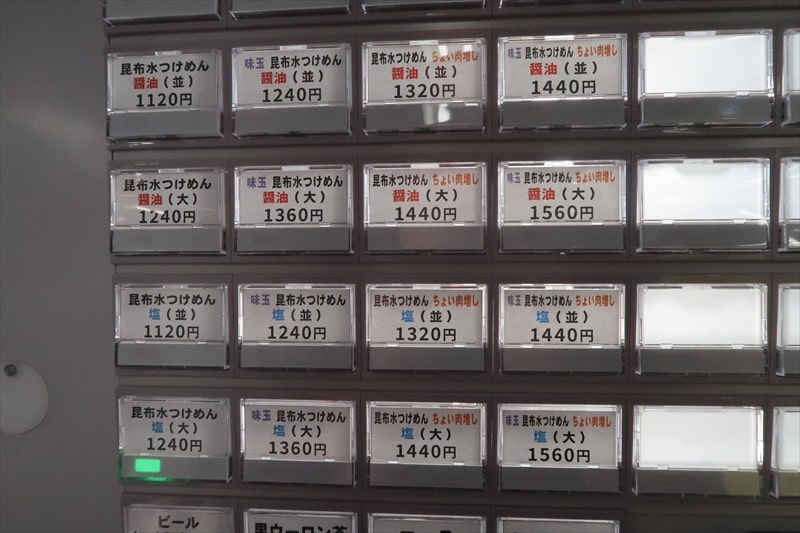 昆布水つけめん
醤油（並）
1120円
味玉 昆布水つけめん
醤油（並）
1240円
昆布水つけめん ちょい肉増し
醤油（並）
1320円
味玉 昆布水つけめん ちょい肉増し
醤油（並）
1440円
昆布水つけめん
醤油（大）
1240円
味玉 昆布水つけめん
醤油（大）
1360円
昆布水つけめん ちょい肉増し
醤油（大）
1440円
味玉 昆布水つけめん ちょい肉増し
醤油（大）
1560円
昆布水つけめん
塩（並）
1120円
味玉 昆布水つけめん
塩（並）
1240円
昆布水つけめん ちょい肉増し
塩（並）
1320円
味玉 昆布水つけめん ちょい肉増し
塩（並）
1440円
昆布水つけめん
塩（大）
1240円
味玉 昆布水つけめん
塩（大）
1360円
昆布水つけめん ちょい肉増し
塩（大）
1440円
味玉 昆布水つけめん ちょい肉増し
塩（大）
1560円
ビール
黒ウーロン茶